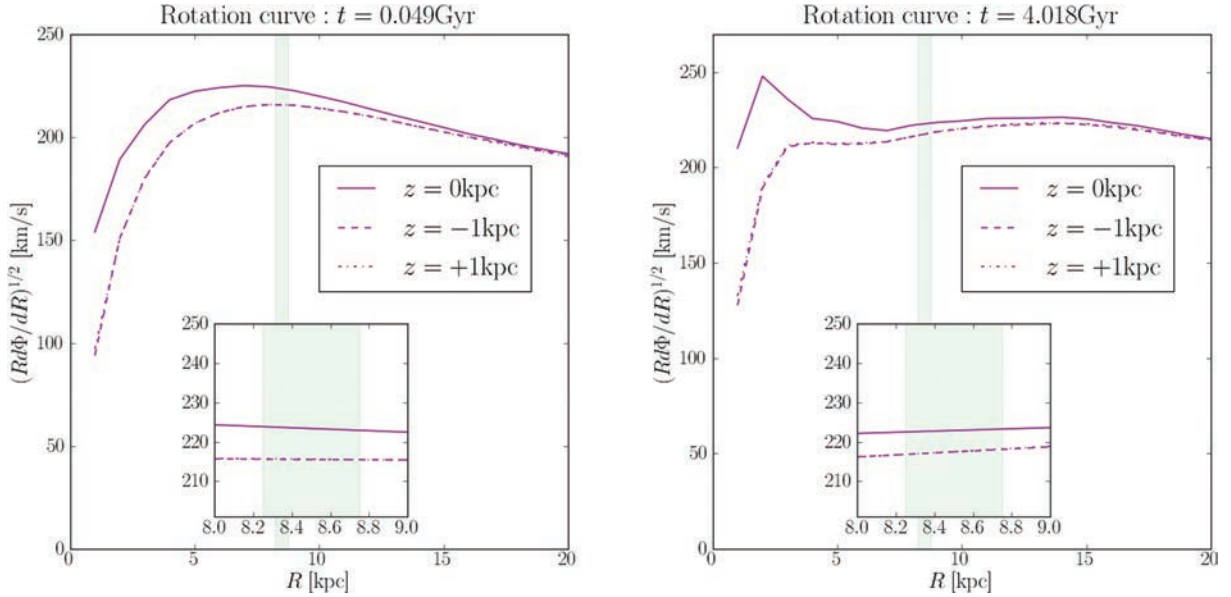 Rotation curve : t = 0.049Gyr
250
200
150
100
50
0
(RdΦ/dR)^{1/2} [km/s]
z = 0kpc
z = −1kpc
z = +1kpc
250
240
230
220
210
8.0 8.2 8.4 8.6 8.8 9.0
0 5 10 15 20
R [kpc]
Rotation curve : t = 4.018Gyr
250
200
150
100
50
0
(RdΦ/dR)^{1/2} [km/s]
z = 0kpc
z = −1kpc
z = +1kpc
250
240
230
220
210
8.0 8.2 8.4 8.6 8.8 9.0
0 5 10 15 20
R [kpc]